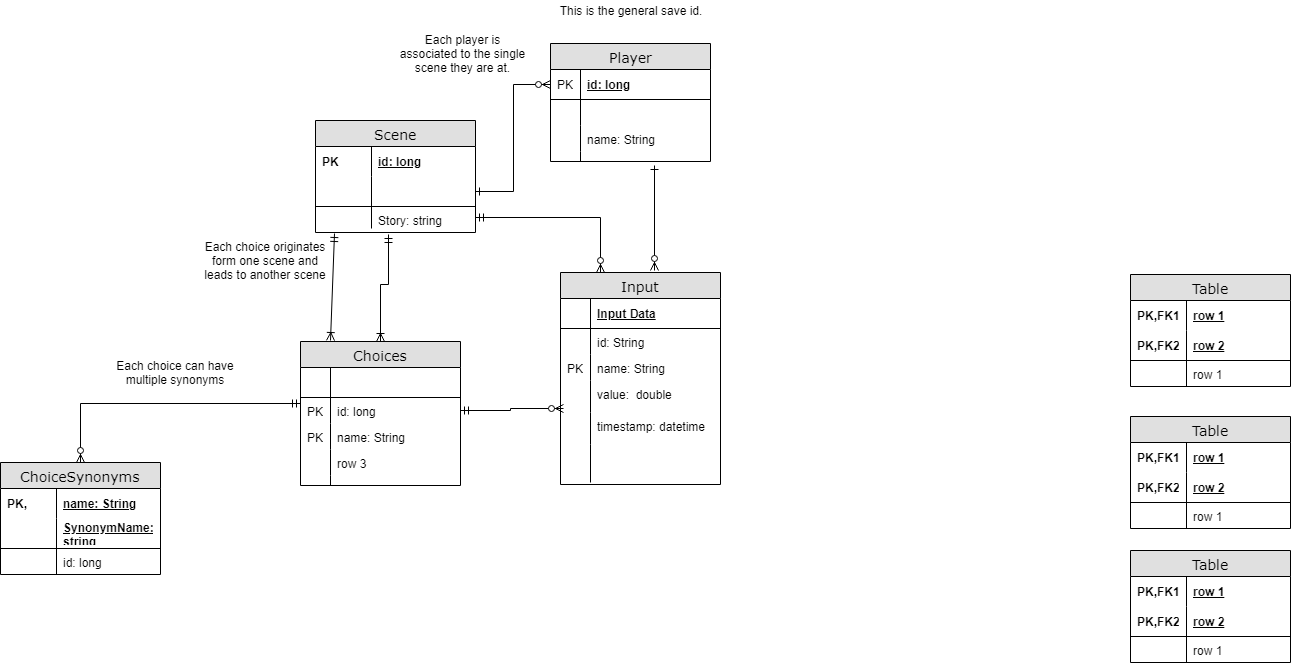 This is the general save id.
Each player is
associated to the single
scene they are at.
Player
PK id: long
name: String
Scene
PK id: long
Story: string
Each choice originates
form one scene and
leads to another scene
Input
Input Data
id: String
PK name: String
value: double
timestamp: datetime
Choices
PK id: long
PK name: String
row 3
Each choice can have
multiple synonyms
ChoiceSynonyms
PK, name: String
SynonymName:
string
id: long
Table
PK,FK1 row 1
PK,FK2 row 2
row 1
Table
PK,FK1 row 1
PK,FK2 row 2
row 1
Table
PK,FK1 row 1
PK,FK2 row 2
row 1